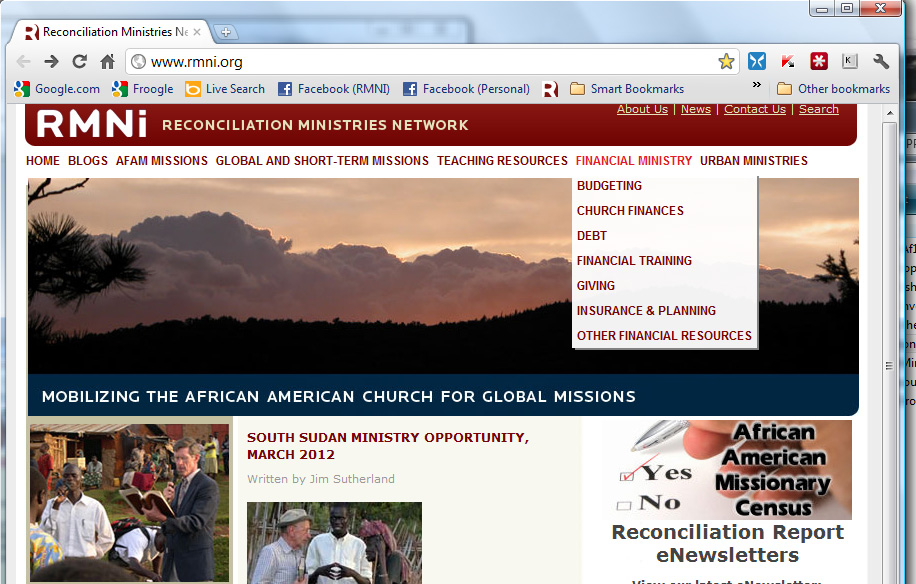 Reconciliation Ministries Ne
www.rmni.org
Google.com Froogle Live Search Facebook (RMNI) Facebook (Personal) Smart Bookmarks » Other bookmarks
About Us | News | Contact Us | Search
RMNi RECONCILIATION MINISTRIES NETWORK
HOME BLOGS AFAM MISSIONS GLOBAL AND SHORT-TERM MISSIONS TEACHING RESOURCES FINANCIAL MINISTRY URBAN MINISTRIES
BUDGETING
CHURCH FINANCES
DEBT
FINANCIAL TRAINING
GIVING
INSURANCE & PLANNING
OTHER FINANCIAL RESOURCES
MOBILIZING THE AFRICAN AMERICAN CHURCH FOR GLOBAL MISSIONS
SOUTH SUDAN MINISTRY OPPORTUNITY,
MARCH 2012
Written by Jim Sutherland
Yes
No
African
American
Missionary
Census
Reconciliation Report
eNewsletters
View our latest eNewsletters: